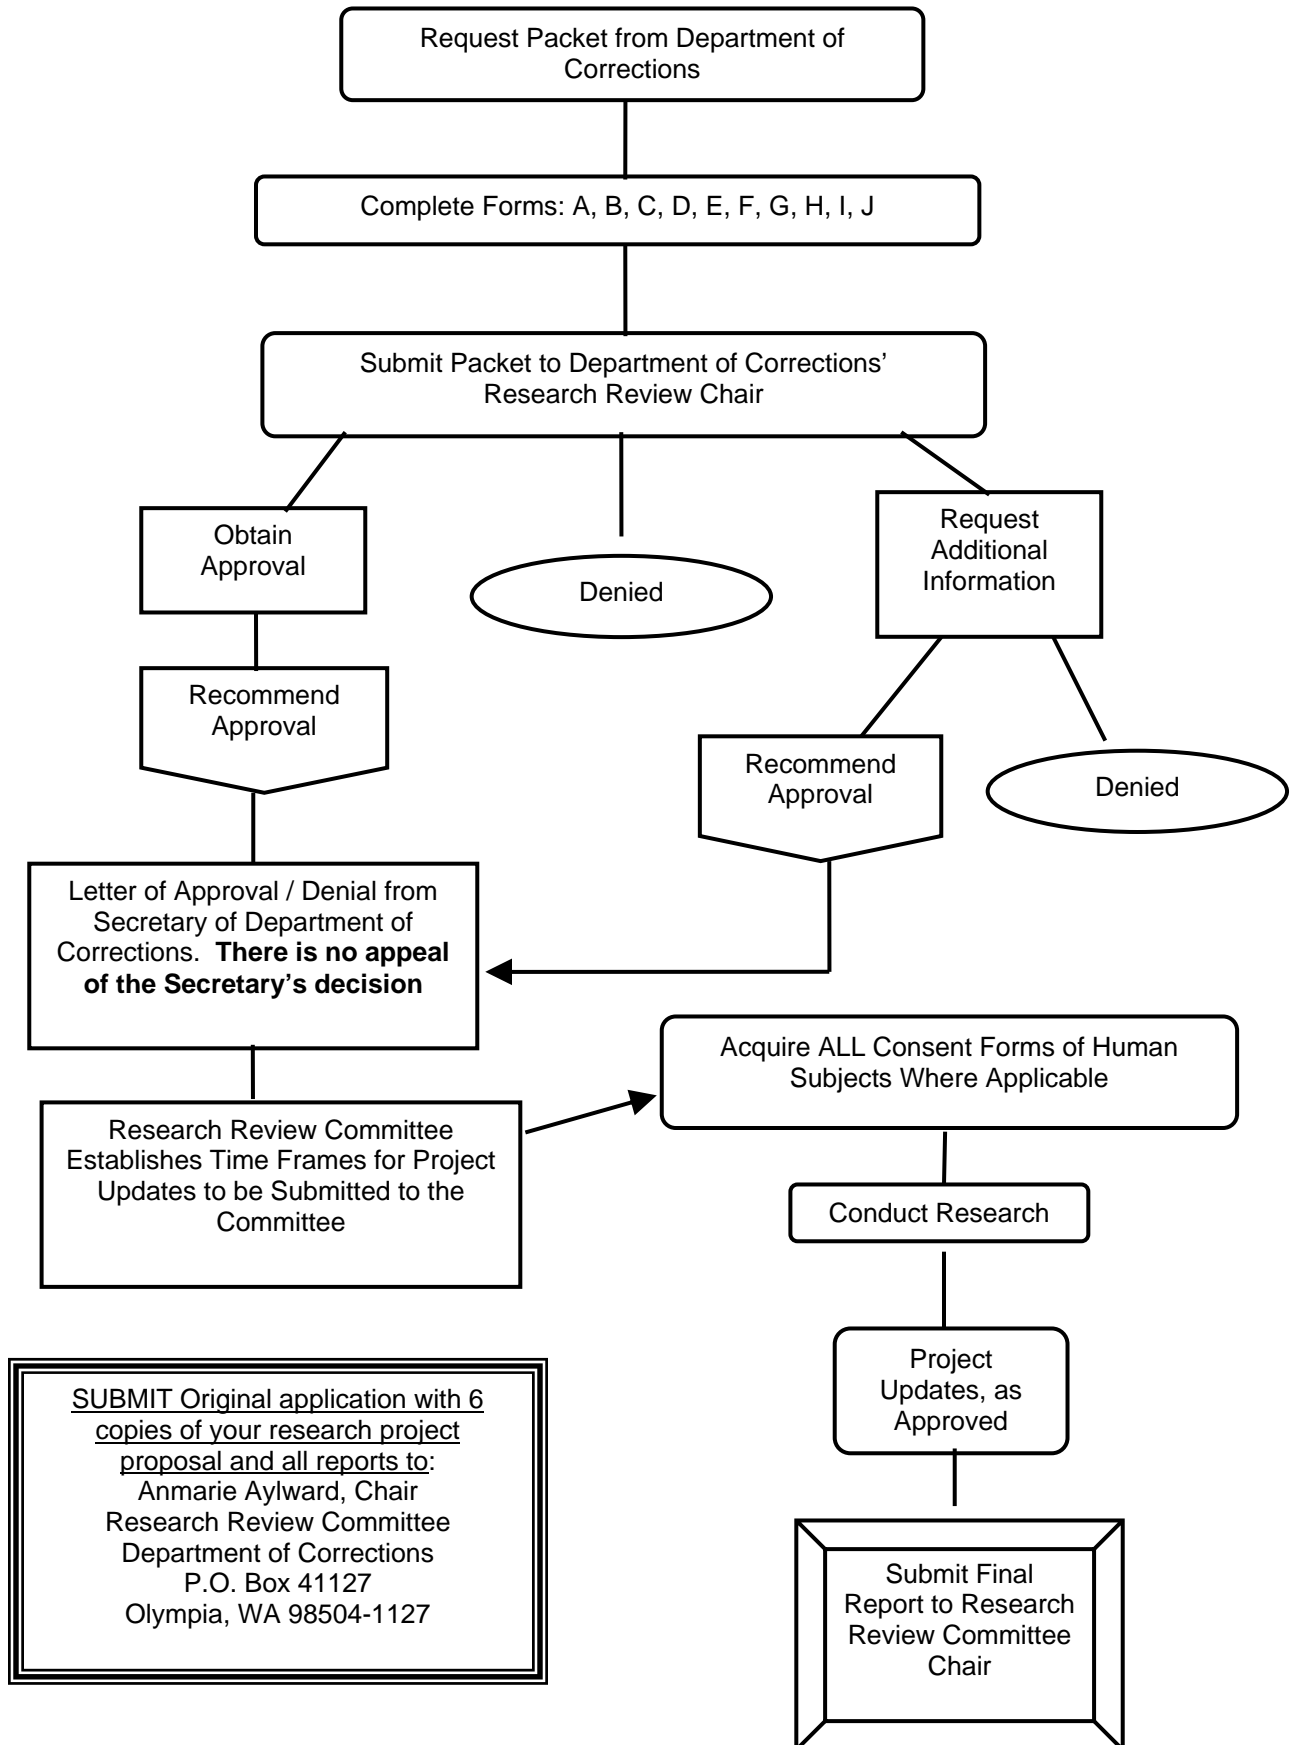 Request Packet from Department of
Corrections
Complete Forms: A, B, C, D, E, F, G, H, I, J
Submit Packet to Department of Corrections’
Research Review Chair
Obtain
Approval
Denied
Request
Additional
Information
Recommend
Approval
Recommend
Approval
Denied
Letter of Approval / Denial from
Secretary of Department of
Corrections.  There is no appeal
of the Secretary’s decision
Research Review Committee
Establishes Time Frames for Project
Updates to be Submitted to the
Committee
Acquire ALL Consent Forms of Human
Subjects Where Applicable
Conduct Research
Project
Updates, as
Approved
Submit Final
Report to Research
Review Committee
Chair
SUBMIT Original application with 6
copies of your research project
proposal and all reports to:
Anmarie Aylward, Chair
Research Review Committee
Department of Corrections
P.O. Box 41127
Olympia, WA 98504-1127